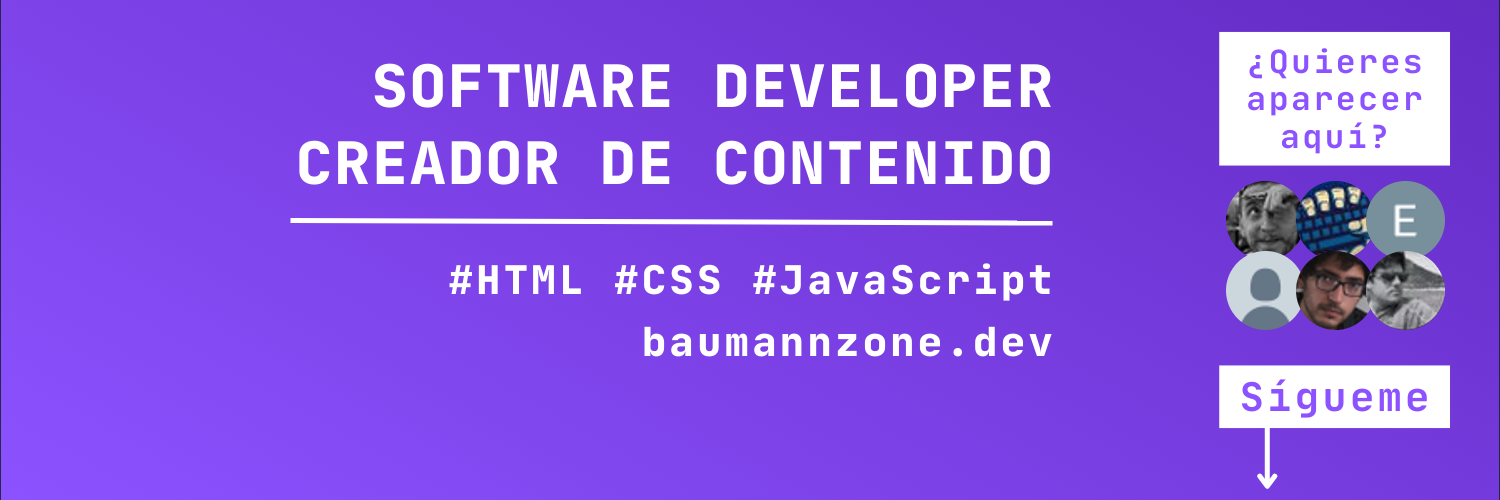 SOFTWARE DEVELOPER
CREADOR DE CONTENIDO
#HTML #CSS #JavaScript
baumannzone.dev
¿Quieres
aparecer
aquí?
E
Sígueme